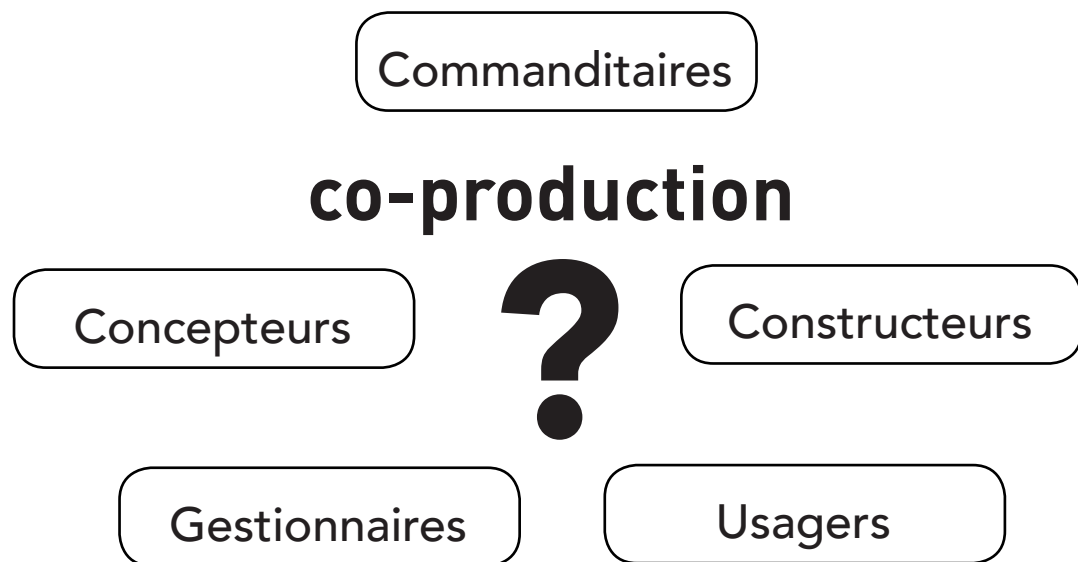 Commanditaires
co-production
Concepteurs
?
Constructeurs
Gestionnaires
Usagers